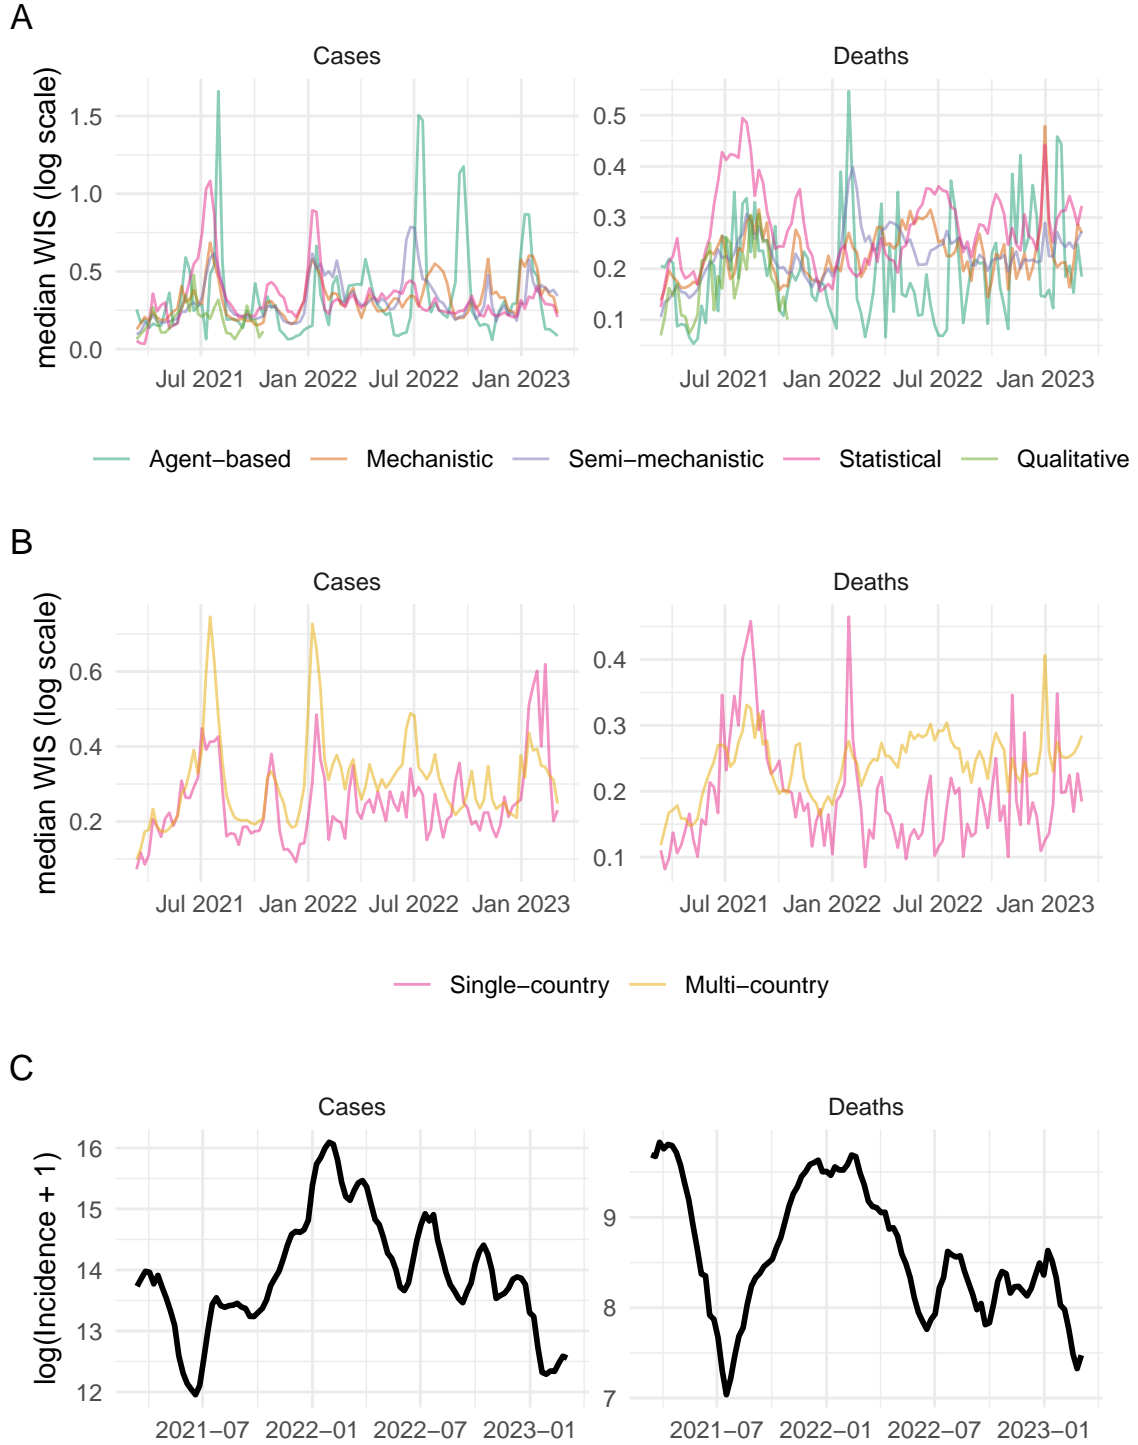 A
Cases
Deaths
median WIS (log scale)
1.5
1.0
0.5
0.0
0.5
0.4
0.3
0.2
0.1
Jul 2021 Jan 2022 Jul 2022 Jan 2023
Jul 2021 Jan 2022 Jul 2022 Jan 2023
Agent−based Mechanistic Semi−mechanistic Statistical Qualitative
B
Cases
Deaths
median WIS (log scale)
0.6
0.4
0.2
0.4
0.3
0.2
0.1
Jul 2021 Jan 2022 Jul 2022 Jan 2023
Jul 2021 Jan 2022 Jul 2022 Jan 2023
Single−country Multi−country
C
Cases
Deaths
log(Incidence + 1)
16
15
14
13
12
9
8
7
2021−07 2022−01 2022−07 2023−01
2021−07 2022−01 2022−07 2023−01